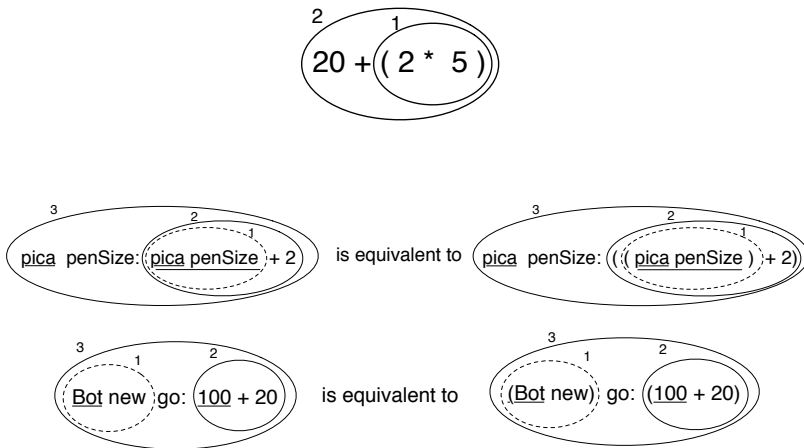 2
1
20 + ( 2 * 5 )
3
2
1
pica penSize: pica penSize + 2
is equivalent to
3
2
1
pica penSize: ( ( pica penSize ) + 2)
3
1
2
Bot new go: 100 + 20
is equivalent to
3
1
2
(Bot new) go: (100 + 20)